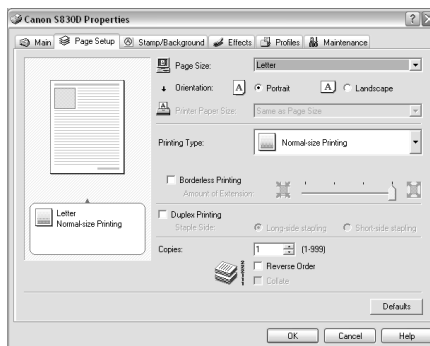 Canon S830D Properties
Main Page Setup Stamp/Background Effects Profiles Maintenance
Page Size: Letter
Orientation: A Portrait A Landscape
Printer Paper Size: Same as Page Size
Printing Type: Normal-size Printing
Borderless Printing
Amount of Extension:
Letter
Normal-size Printing
Duplex Printing
Staple Side: Long-side stapling Short-side stapling
Copies: 1 (1-999)
Reverse Order
Collate
Defaults
OK Cancel Help